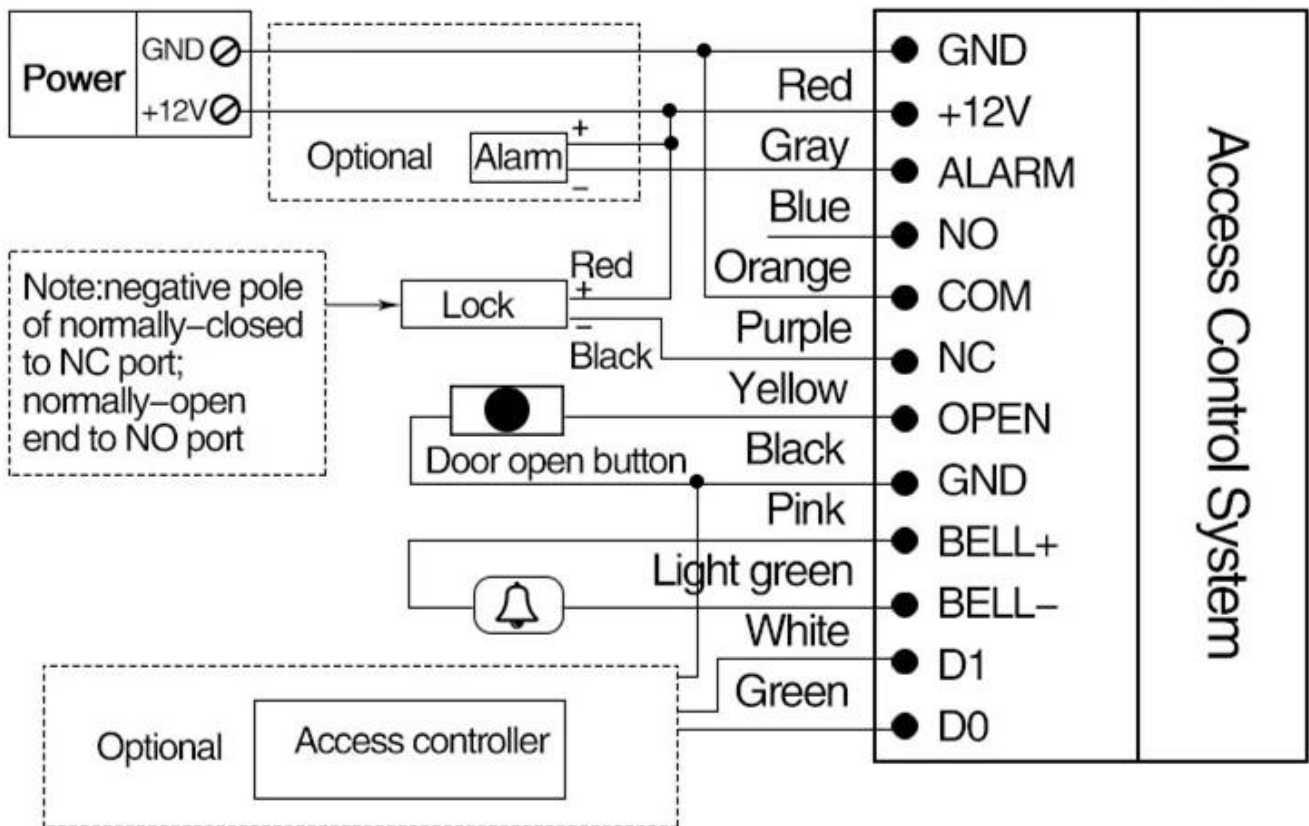 Power
GND
+12V
Optional
Alarm
+
−
Note:negative pole
of normally–closed
to NC port;
normally–open
end to NO port
Lock
Red
+
−
Black
Door open button
Optional
Access controller
Red
Gray
Blue
Orange
Purple
Yellow
Black
Pink
Light green
White
Green
GND
+12V
ALARM
NO
COM
NC
OPEN
GND
BELL+
BELL−
D1
D0
Access Control System